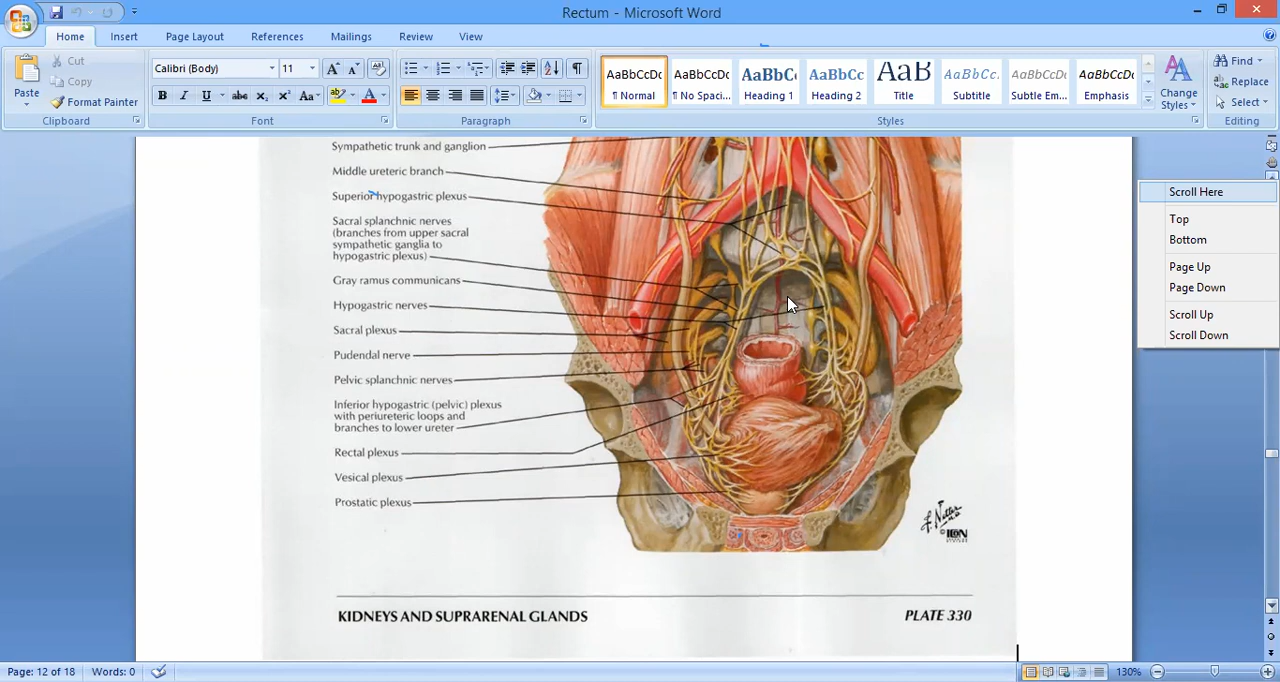 Rectum - Microsoft Word
Home Insert Page Layout References Mailings Review View
Paste
Cut
Copy
Format Painter
Clipboard
Calibri (Body) 11
Font
Paragraph
AaBbCcDc AaBbCcDc AaBbC AaBbCc AaB AaBbCc. AaBbCcDc AaBbCcDc
¶ Normal ¶ No Spaci... Heading 1 Heading 2 Title Subtitle Subtle Em... Emphasis
Change Styles
Styles
Find
Replace
Select
Editing
Sympathetic trunk and ganglion
Middle ureteric branch
Superior hypogastric plexus
Sacral splanchnic nerves
(branches from upper sacral
sympathetic ganglia to
hypogastric plexus)
Gray ramus communicans
Hypogastric nerves
Sacral plexus
Pudendal nerve
Pelvic splanchnic nerves
Inferior hypogastric (pelvic) plexus
with periureteric loops and
branches to lower ureter
Rectal plexus
Vesical plexus
Prostatic plexus
Scroll Here
Top
Bottom
Page Up
Page Down
Scroll Up
Scroll Down
F. Netter
KIDNEYS AND SUPRARENAL GLANDS PLATE 330
Page: 12 of 18 Words: 0 130%